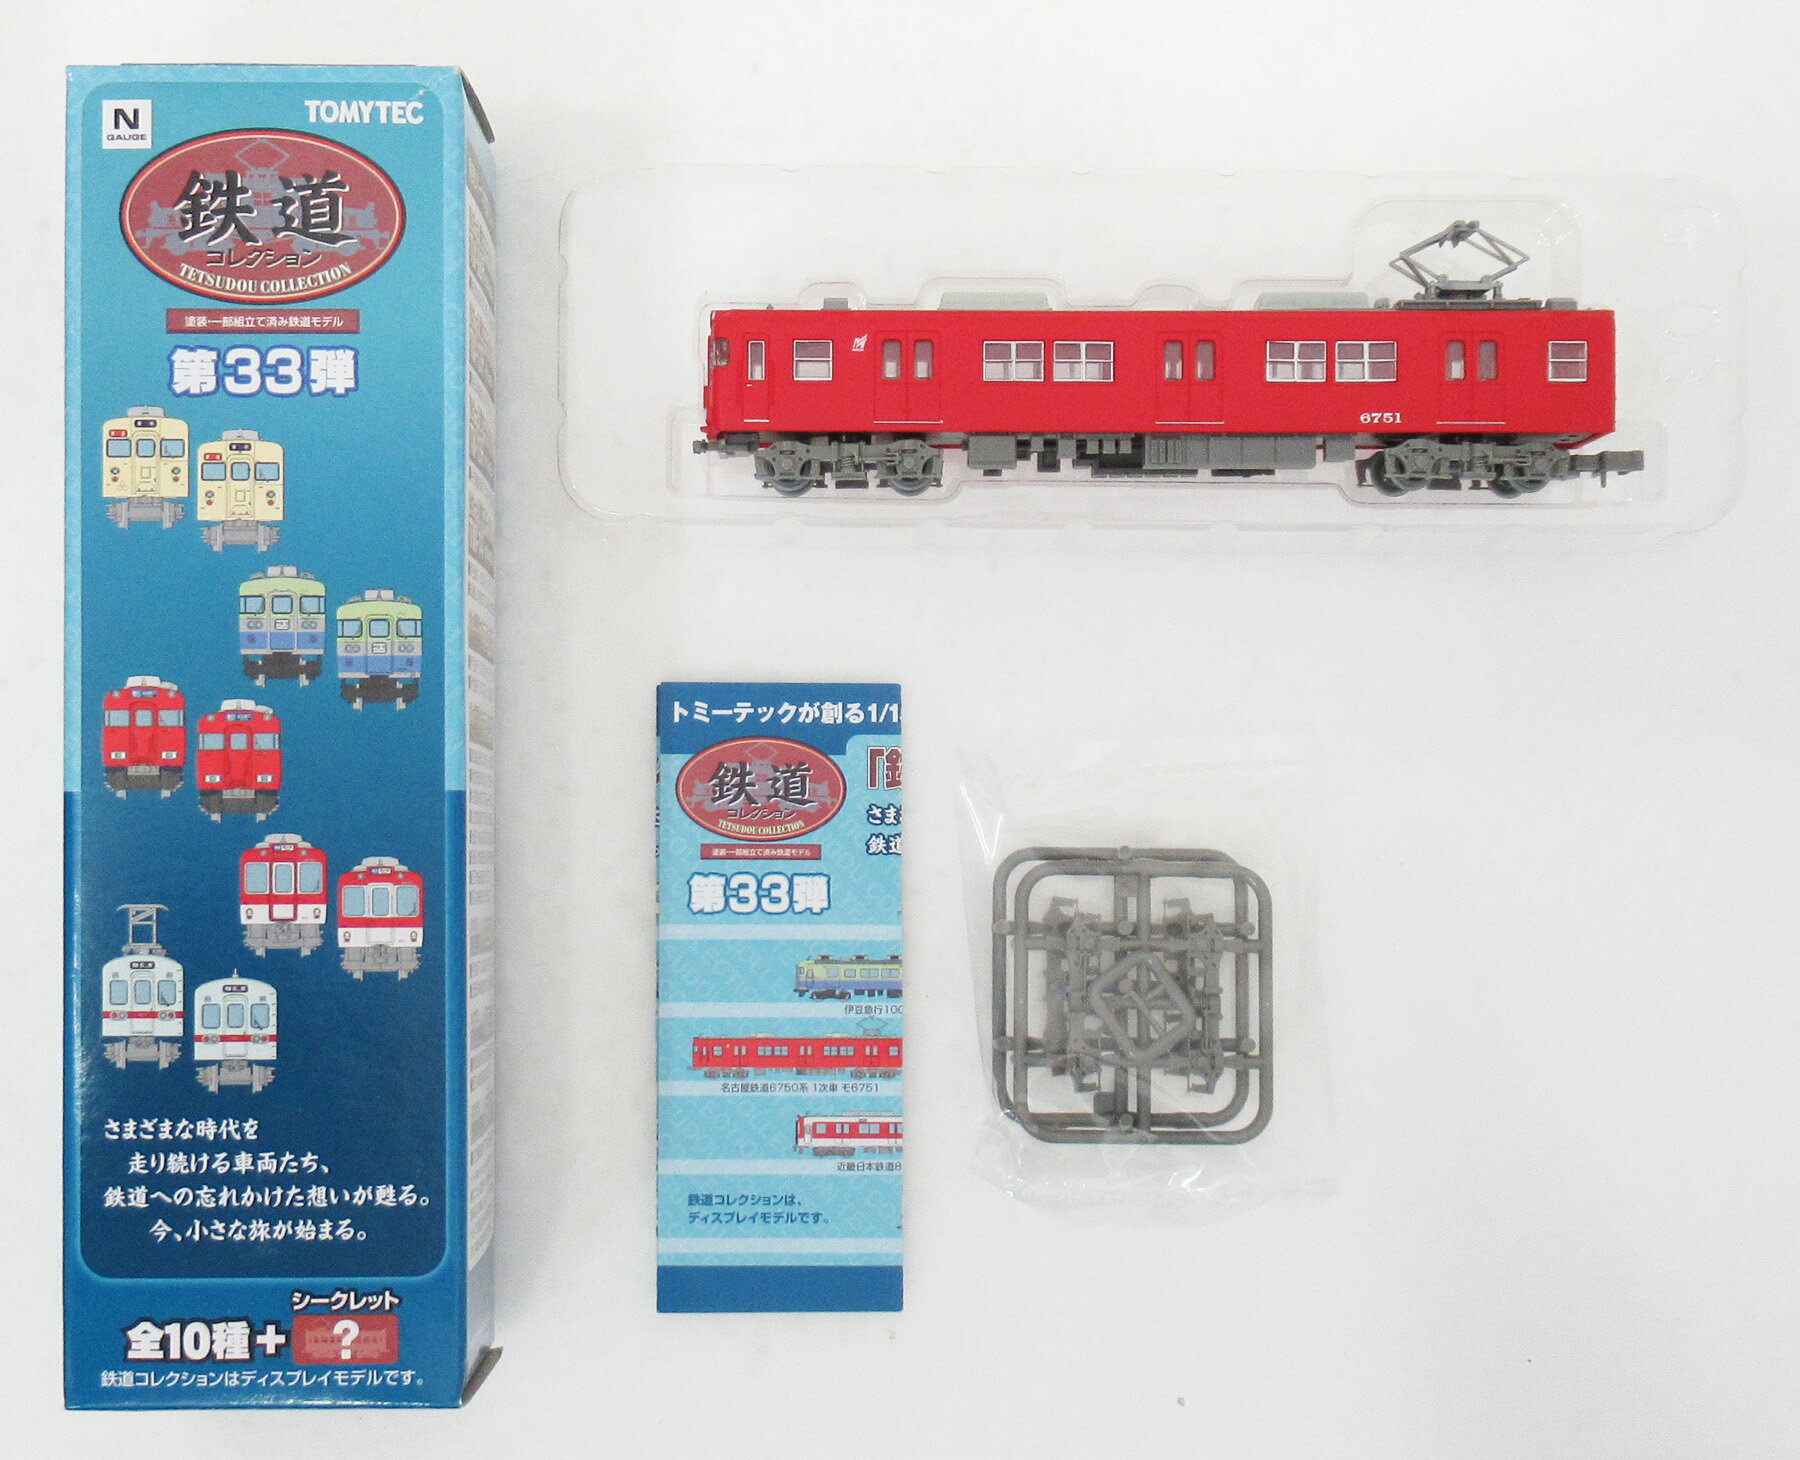 N
GAUGE
TOMYTEC
鉄道
コレクション
TETSUDOU COLLECTION
塗装・一部組立て済み鉄道モデル
第33弾
さまざまな時代を
走り続ける車両たち、
鉄道への忘れかけた想いが甦る。
今、小さな旅が始まる。
シークレット
全10種+
?
鉄道コレクションはディスプレイモデルです。
6751
トミーテックが創る1/1
鉄道
コレクション
TETSUDOU COLLECTION
塗装・一部組立て済み鉄道モデル
「鉄
さま
鉄道
第33弾
伊豆急行100
名古屋鉄道6750系 1次車 モ6751
近畿日本鉄道8
鉄道コレクションは、
ディスプレイモデルです。